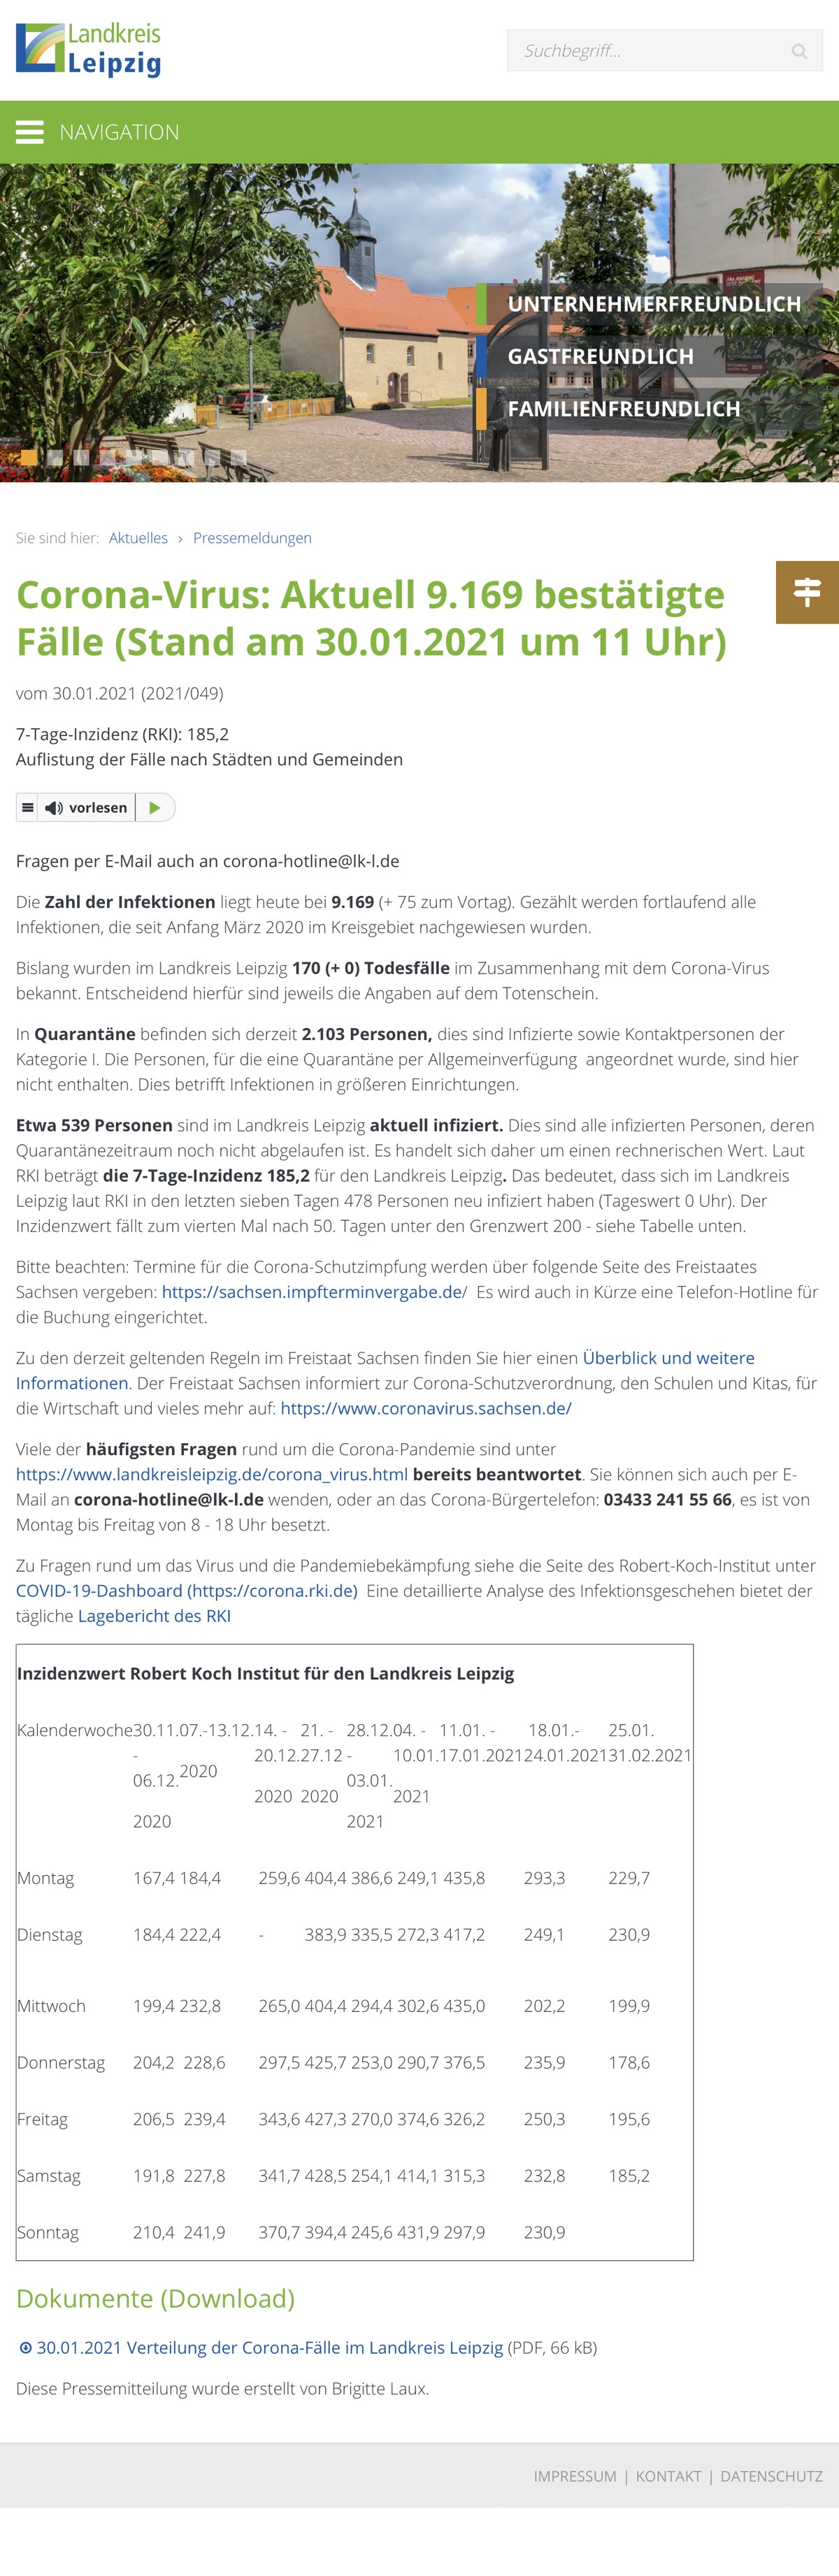 Landkreis
Leipzig
Suchbegriff...
NAVIGATION
UNTERNEHMERFREUNDLICH
GASTFREUNDLICH
FAMILIENFREUNDLICH
Sie sind hier: Aktuelles › Pressemeldungen
Corona-Virus: Aktuell 9.169 bestätigte
Fälle (Stand am 30.01.2021 um 11 Uhr)
vom 30.01.2021 (2021/049)
7-Tage-Inzidenz (RKI): 185,2
Auflistung der Fälle nach Städten und Gemeinden
vorlesen
Fragen per E-Mail auch an corona-hotline@lk-l.de
Die Zahl der Infektionen liegt heute bei 9.169 (+ 75 zum Vortag). Gezählt werden fortlaufend alle
Infektionen, die seit Anfang März 2020 im Kreisgebiet nachgewiesen wurden.
Bislang wurden im Landkreis Leipzig 170 (+ 0) Todesfälle im Zusammenhang mit dem Corona-Virus
bekannt. Entscheidend hierfür sind jeweils die Angaben auf dem Totenschein.
In Quarantäne befinden sich derzeit 2.103 Personen, dies sind Infizierte sowie Kontaktpersonen der
Kategorie I. Die Personen, für die eine Quarantäne per Allgemeinverfügung  angeordnet wurde, sind hier
nicht enthalten. Dies betrifft Infektionen in größeren Einrichtungen.
Etwa 539 Personen sind im Landkreis Leipzig aktuell infiziert. Dies sind alle infizierten Personen, deren
Quarantänezeitraum noch nicht abgelaufen ist. Es handelt sich daher um einen rechnerischen Wert. Laut
RKI beträgt die 7-Tage-Inzidenz 185,2 für den Landkreis Leipzig. Das bedeutet, dass sich im Landkreis
Leipzig laut RKI in den letzten sieben Tagen 478 Personen neu infiziert haben (Tageswert 0 Uhr). Der
Inzidenzwert fällt zum vierten Mal nach 50. Tagen unter den Grenzwert 200 - siehe Tabelle unten.
Bitte beachten: Termine für die Corona-Schutzimpfung werden über folgende Seite des Freistaates
Sachsen vergeben: https://sachsen.impfterminvergabe.de/  Es wird auch in Kürze eine Telefon-Hotline für
die Buchung eingerichtet.
Zu den derzeit geltenden Regeln im Freistaat Sachsen finden Sie hier einen Überblick und weitere
Informationen. Der Freistaat Sachsen informiert zur Corona-Schutzverordnung, den Schulen und Kitas, für
die Wirtschaft und vieles mehr auf: https://www.coronavirus.sachsen.de/
Viele der häufigsten Fragen rund um die Corona-Pandemie sind unter
https://www.landkreisleipzig.de/corona_virus.html bereits beantwortet. Sie können sich auch per E-
Mail an corona-hotline@lk-l.de wenden, oder an das Corona-Bürgertelefon: 03433 241 55 66, es ist von
Montag bis Freitag von 8 - 18 Uhr besetzt.
Zu Fragen rund um das Virus und die Pandemiebekämpfung siehe die Seite des Robert-Koch-Institut unter
COVID-19-Dashboard (https://corona.rki.de)  Eine detaillierte Analyse des Infektionsgeschehen bietet der
tägliche Lagebericht des RKI
Inzidenzwert Robert Koch Institut für den Landkreis Leipzig
Kalenderwoche 30.11. 07.-13.12. 14. - 21. - 28.12. 04. - 11.01. - 18.01.- 25.01.
- 20.12. 27.12 - 10.01. 17.01.2021 24.01.2021 31.02.2021
06.12. 2020 03.01.
2020 2020 2021
2020 2021
Montag 167,4 184,4 259,6 404,4 386,6 249,1 435,8 293,3 229,7
Dienstag 184,4 222,4 - 383,9 335,5 272,3 417,2 249,1 230,9
Mittwoch 199,4 232,8 265,0 404,4 294,4 302,6 435,0 202,2 199,9
Donnerstag 204,2 228,6 297,5 425,7 253,0 290,7 376,5 235,9 178,6
Freitag 206,5 239,4 343,6 427,3 270,0 374,6 326,2 250,3 195,6
Samstag 191,8 227,8 341,7 428,5 254,1 414,1 315,3 232,8 185,2
Sonntag 210,4 241,9 370,7 394,4 245,6 431,9 297,9 230,9
Dokumente (Download)
30.01.2021 Verteilung der Corona-Fälle im Landkreis Leipzig (PDF, 66 kB)
Diese Pressemitteilung wurde erstellt von Brigitte Laux.
IMPRESSUM | KONTAKT | DATENSCHUTZ